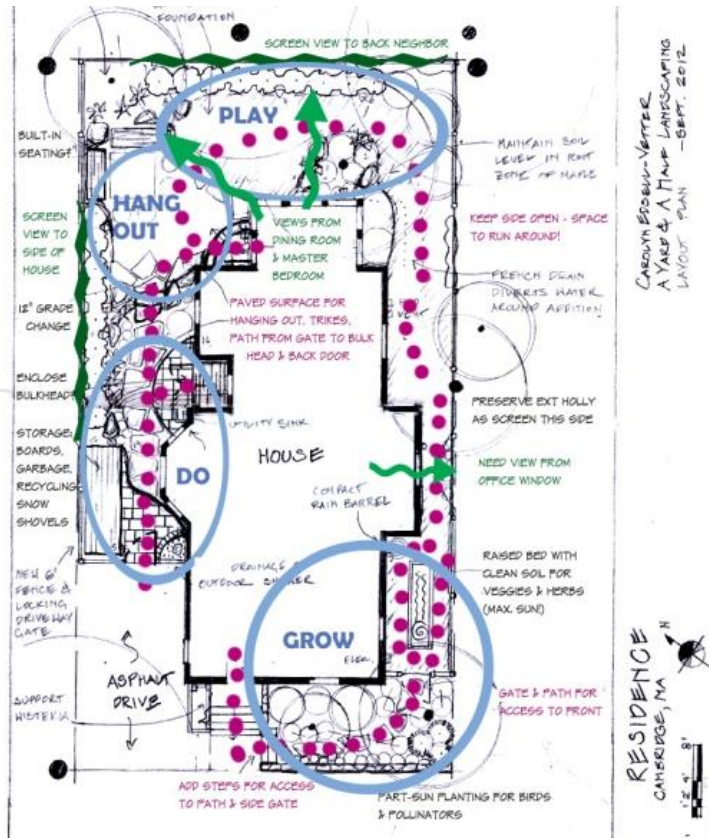 FOUNDATION
SCREEN VIEW TO BACK NEIGHBOR
PLAY
BUILT-IN
SEATING?
MAINTAIN SOIL
LEVEL IN ROOT
ZONE OF MAPLE
HANG
OUT
SCREEN
VIEW TO
SIDE OF
HOUSE
VIEWS FROM
DINING ROOM
& MASTER
BEDROOM
KEEP SIDE OPEN - SPACE
TO RUN AROUND!
FRENCH DRAIN
DIVERTS WATER
AROUND ADDITION
12" GRADE
CHANGE
PAVED SURFACE FOR
HANGING OUT, TRIKES,
PATH FROM GATE TO BULK
HEAD & BACK DOOR
ENCLOSE
BULKHEAD?
PRESERVE EXT HOLLY
AS SCREEN THIS SIDE
UTILITY SINK
STORAGE:
BOARDS,
GARBAGE,
RECYCLING
SNOW
SHOVELS
DO
HOUSE
NEED VIEW FROM
OFFICE WINDOW
COMPACT
RAIN BARREL
NEW 6'
FENCE &
LOCKING
DRIVEWAY
GATE
DRAINAGE
OUTDOOR SHOWER
RAISED BED WITH
CLEAN SOIL FOR
VEGGIES & HERBS
(MAX. SUN!)
GROW
ELEC.
ASPHALT
DRIVE
SUPPORT
WISTERIA
GATE & PATH FOR
ACCESS TO FRONT
ADD STEPS FOR ACCESS
TO PATH & SIDE GATE
PART-SUN PLANTING FOR BIRDS
& POLLINATORS
CAROLYN EDSELL-VETTER
A YARD & A HALF LANDSCAPING
LAYOUT PLAN - SEPT. 2012
RESIDENCE
CAMBRIDGE, MA
N
1' 2' 4' 8'